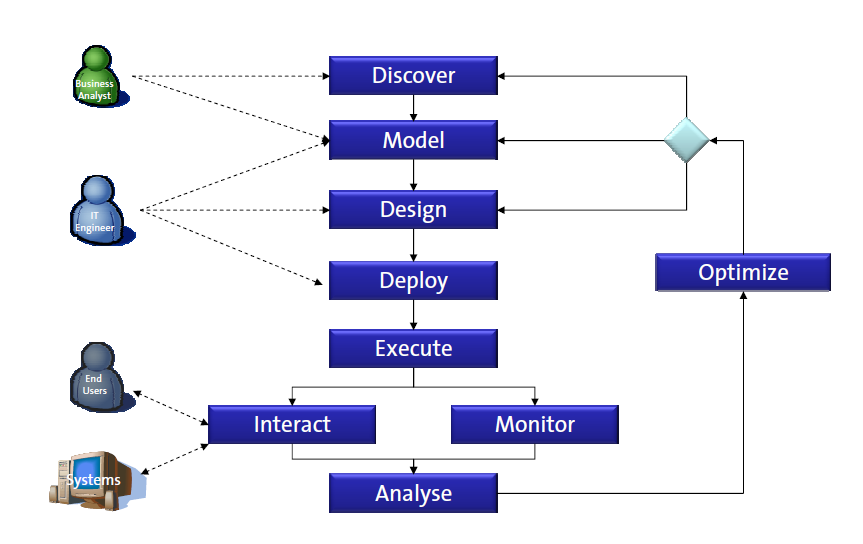 Business
Analyst
Discover
Model
IT
Engineer
Design
Optimize
Deploy
Execute
End
Users
Interact
Monitor
Systems
Analyse